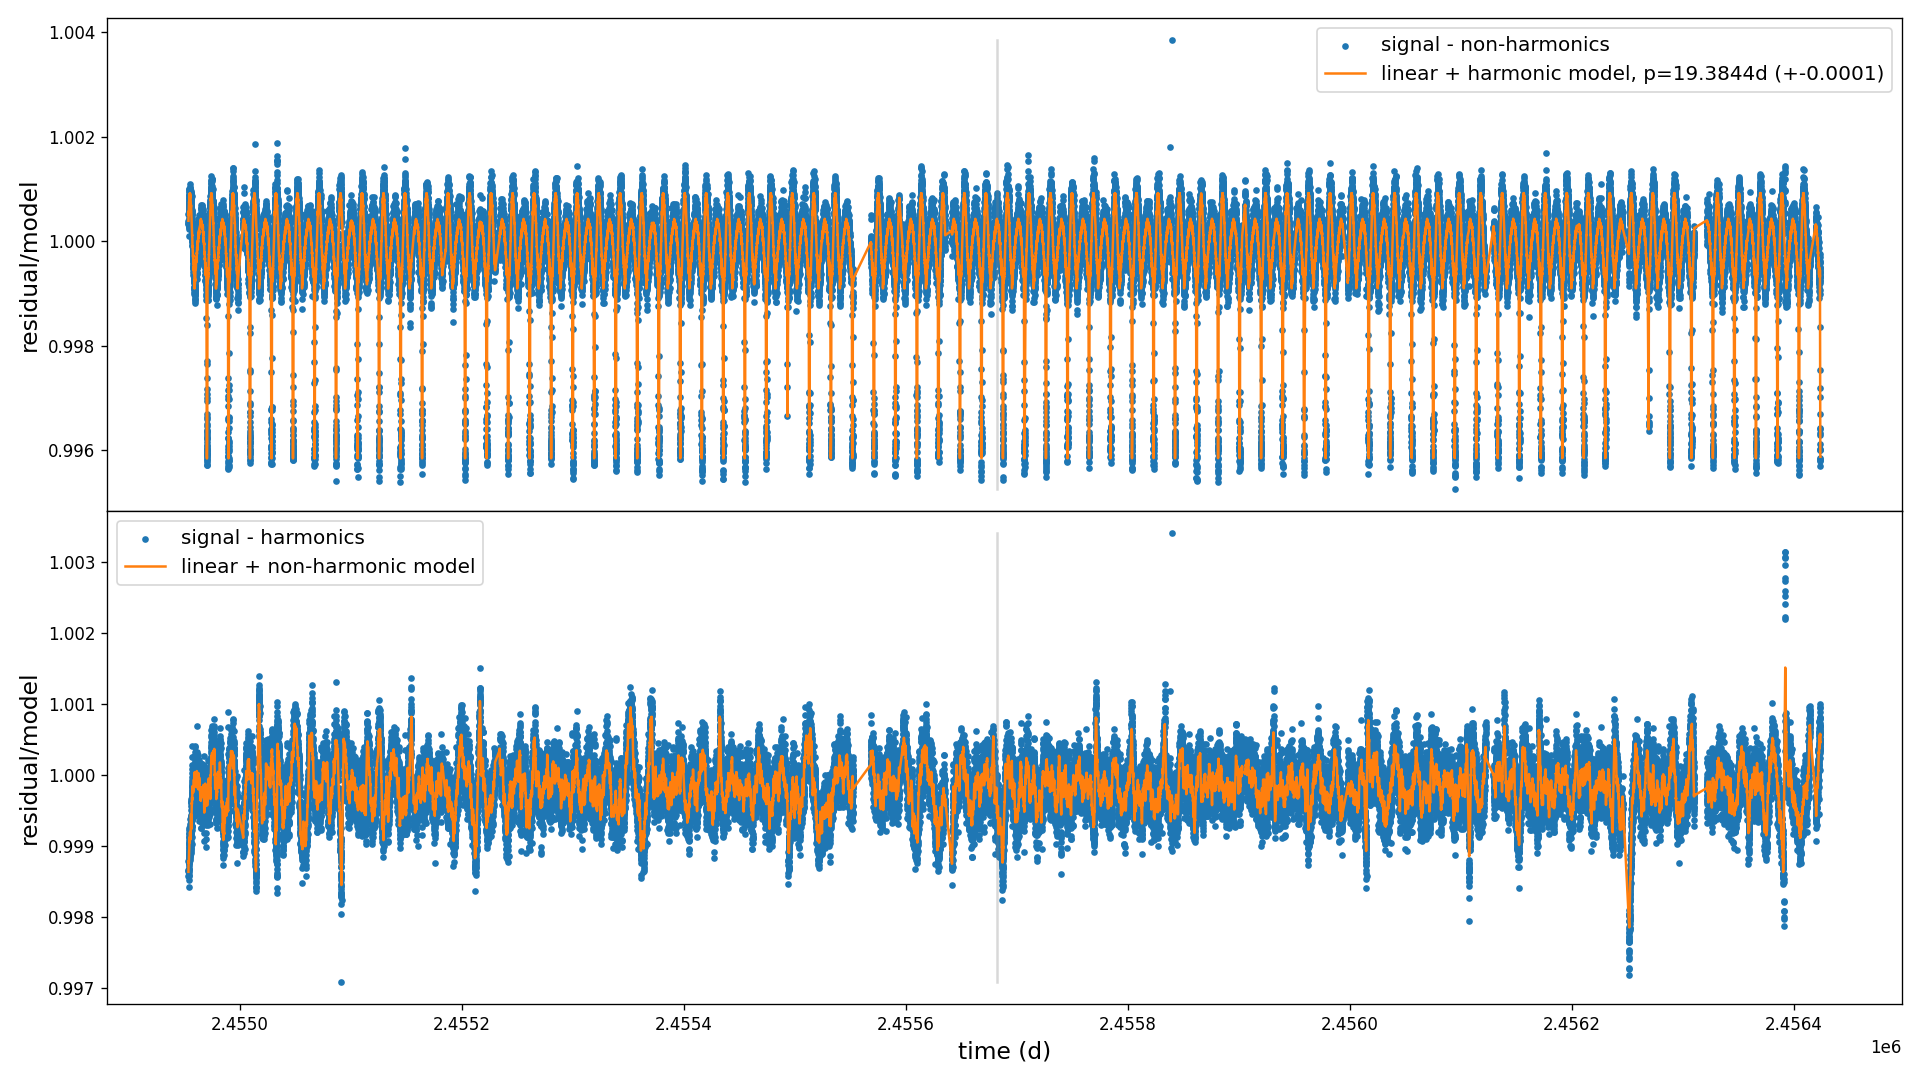 1.004
1.002
1.000
0.998
0.996
residual/model
signal - non-harmonics
linear + harmonic model, p=19.3844d (+-0.0001)
1.003
1.002
1.001
1.000
0.999
0.998
0.997
residual/model
signal - harmonics
linear + non-harmonic model
2.4550 2.4552 2.4554 2.4556 2.4558 2.4560 2.4562 2.4564
1e6
time (d)